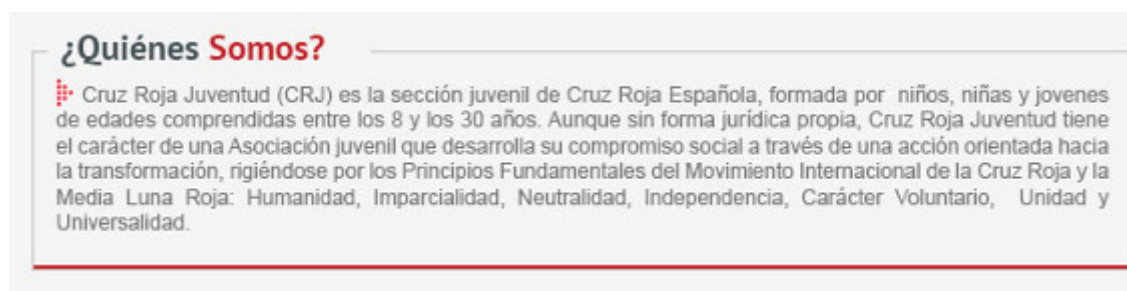 ¿Quiénes Somos?
Cruz Roja Juventud (CRJ) es la sección juvenil de Cruz Roja Española, formada por niños, niñas y jovenes
de edades comprendidas entre los 8 y los 30 años. Aunque sin forma jurídica propia, Cruz Roja Juventud tiene
el carácter de una Asociación juvenil que desarrolla su compromiso social a través de una acción orientada hacia
la transformación, rigiéndose por los Principios Fundamentales del Movimiento Internacional de la Cruz Roja y la
Media Luna Roja: Humanidad, Imparcialidad, Neutralidad, Independencia, Carácter Voluntario, Unidad y
Universalidad.